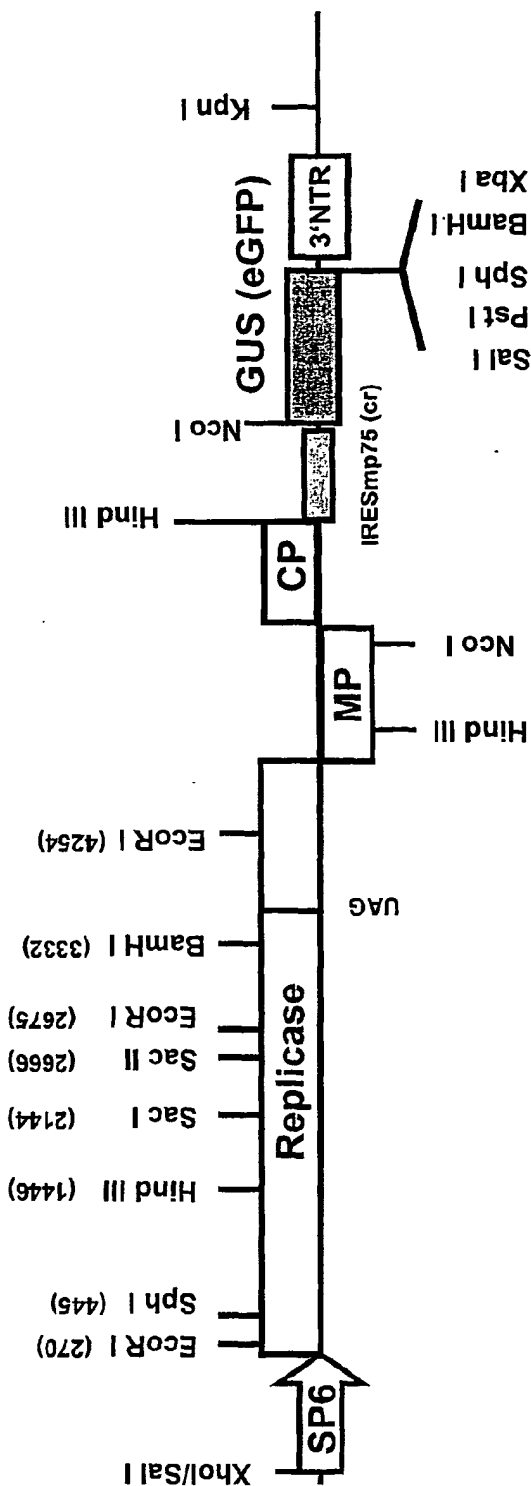 XhoI/Sal I
SP6
EcoR I (270)
Sph I (445)
Hind III (1446)
Sac I (2144)
Sac II (2666)
EcoR I (2675)
BamH I (3332)
EcoR I (4254)
Replicase
UAG
MP
Hind III
Nco I
CP
Hind III
IRESmp75 (cr)
Nco I
GUS (eGFP)
Sal I
Pst I
Sph I
BamH I
Xba I
3'NTR
Kpn I